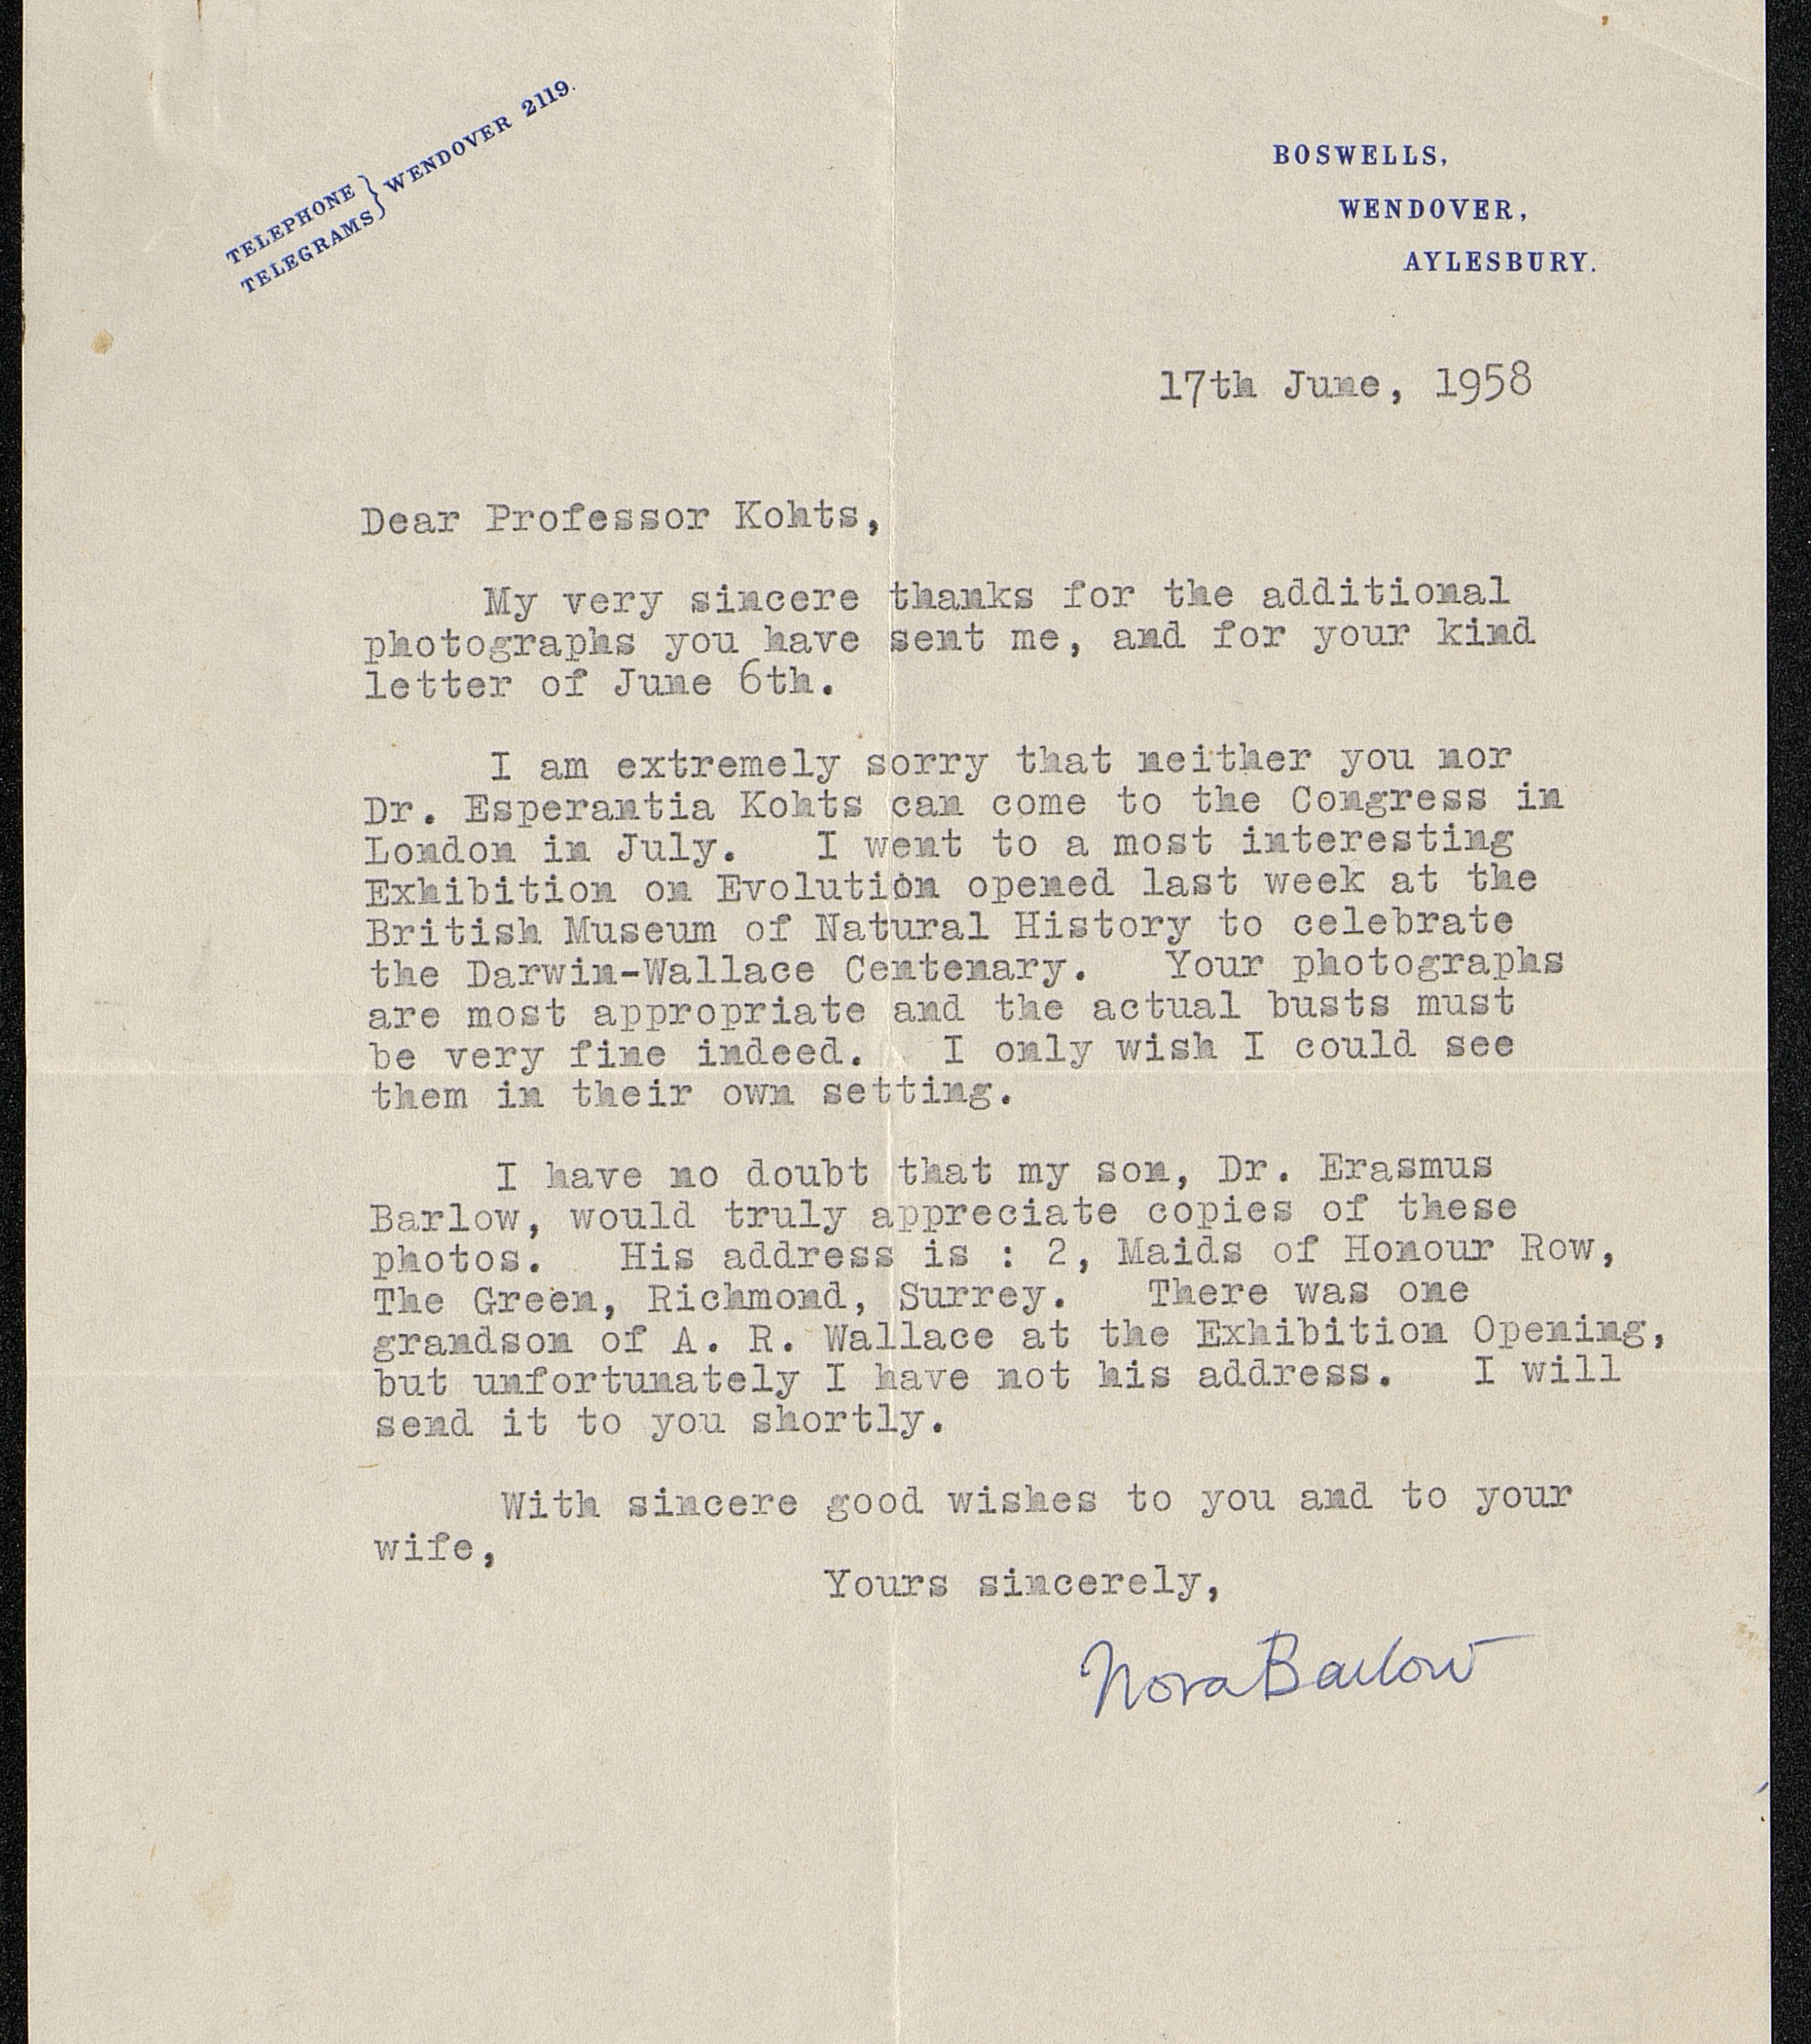 TELEPHONE } WENDOVER 2119.
TELEGRAMS
BOSWELLS,
WENDOVER,
AYLESBURY.
17th June, 1958
Dear Professor Kohts,
My very sincere thanks for the additional
photographs you have sent me, and for your kind
letter of June 6th.
I am extremely sorry that neither you nor
Dr. Esperantia Kohts can come to the Congress in
London in July. I went to a most interesting
Exhibition on Evolution opened last week at the
British Museum of Natural History to celebrate
the Darwin-Wallace Centenary. Your photographs
are most appropriate and the actual busts must
be very fine indeed. I only wish I could see
them in their own setting.
I have no doubt that my son, Dr. Erasmus
Barlow, would truly appreciate copies of these
photos. His address is : 2, Maids of Honour Row,
The Green, Richmond, Surrey. There was one
grandson of A. R. Wallace at the Exhibition Opening,
but unfortunately I have not his address. I will
send it to you shortly.
With sincere good wishes to you and to your
wife,
Yours sincerely,
Nora Barlow